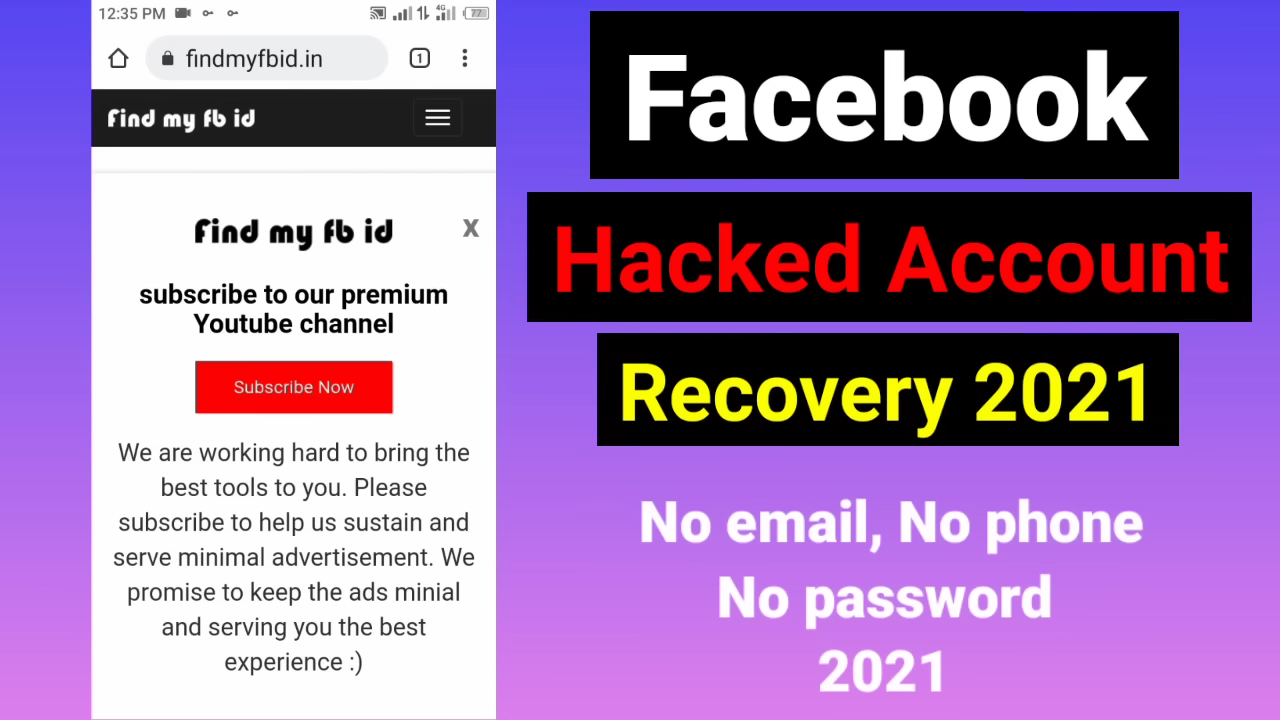 12:35 PM
4G
77
findmyfbid.in
1
Find my fb id
Find my fb id
X
subscribe to our premium
Youtube channel
Subscribe Now
We are working hard to bring the
best tools to you. Please
subscribe to help us sustain and
serve minimal advertisement. We
promise to keep the ads minial
and serving you the best
experience :)
Facebook
Hacked Account
Recovery 2021
No email, No phone
No password
2021